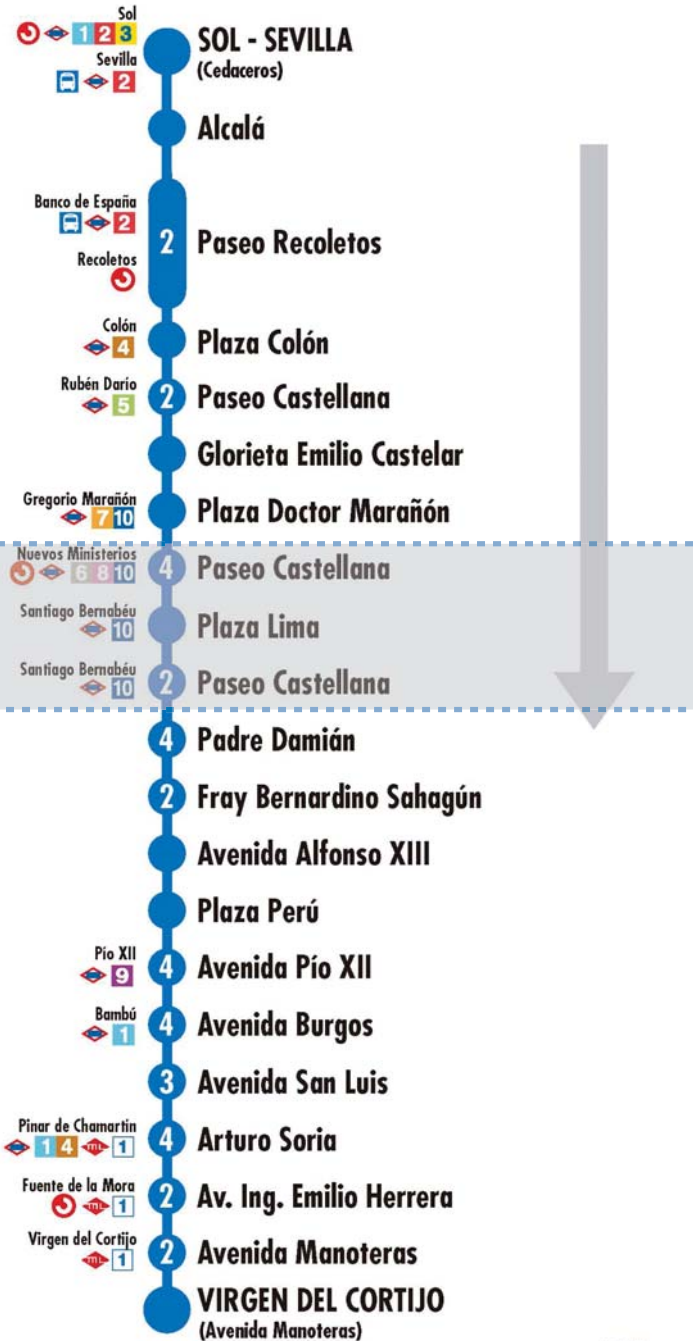 Sol
1 2 3
SOL - SEVILLA
(Cedaceros)
Sevilla
2
Alcalá
Banco de España
2
2
Paseo Recoletos
Recoletos
Colón
4
Plaza Colón
Rubén Darío
5
2
Paseo Castellana
Glorieta Emilio Castelar
Gregorio Marañón
7 10
Plaza Doctor Marañón
Nuevos Ministerios
6 8 10
4
Paseo Castellana
Santiago Bernabéu
10
Plaza Lima
Santiago Bernabéu
10
2
Paseo Castellana
4
Padre Damián
2
Fray Bernardino Sahagún
Avenida Alfonso XIII
Plaza Perú
Pío XII
9
4
Avenida Pío XII
Bambú
1
4
Avenida Burgos
3
Avenida San Luis
Pinar de Chamartín
1 4 ML 1
4
Arturo Soria
Fuente de la Mora
ML 1
2
Av. Ing. Emilio Herrera
Virgen del Cortijo
ML 1
2
Avenida Manoteras
VIRGEN DEL CORTIJO
(Avenida Manoteras)